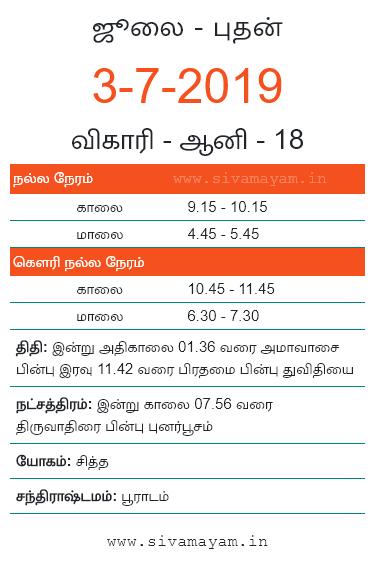 ஜூலை - புதன்
3-7-2019
விகாரி - ஆனி - 18
நல்ல நேரம் www.sivamayam.in
காலை 9.15 - 10.15
மாலை 4.45 - 5.45
கௌரி நல்ல நேரம்
காலை 10.45 - 11.45
மாலை 6.30 - 7.30
திதி: இன்று அதிகாலை 01.36 வரை அமாவாசை
பின்பு இரவு 11.42 வரை பிரதமை பின்பு துவிதியை
நட்சத்திரம்: இன்று காலை 07.56 வரை
திருவாதிரை பின்பு புனர்பூசம்
யோகம்: சித்த
சந்திராஷ்டமம்: பூராடம்
www.sivamayam.in